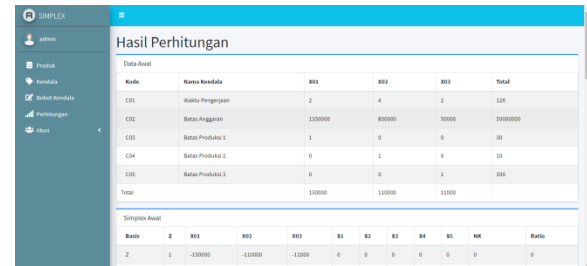 SIMPLEX
admin
Produk
Kendala
Bobot Kendala
Perhitungan
Akun
Hasil Perhitungan
Data Awal
Kode Nama Kendala X01 X02 X03 Total
C01 Waktu Pengerjaan 2 4 2 126
C02 Batas Anggaran 1350000 850000 50000 50000000
C03 Batas Produksi 1 1 0 0 30
C04 Batas Produksi 2 0 1 0 10
C05 Batas Produksi 3 0 0 1 300
Total 150000 110000 11000
Simplex Awal
Basis Z X01 X02 X03 S1 S2 S3 S4 S5 NK Ratio
Z 1 -150000 -110000 -11000 0 0 0 0 0 0 0